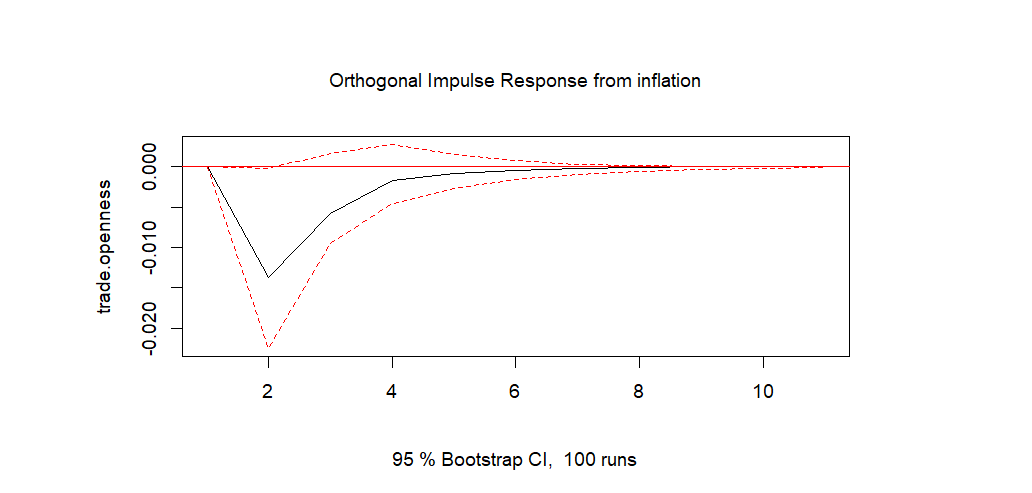 Orthogonal Impulse Response from inflation
trade.openness
0.000
-0.010
-0.020
2 4 6 8 10
95 % Bootstrap CI, 100 runs